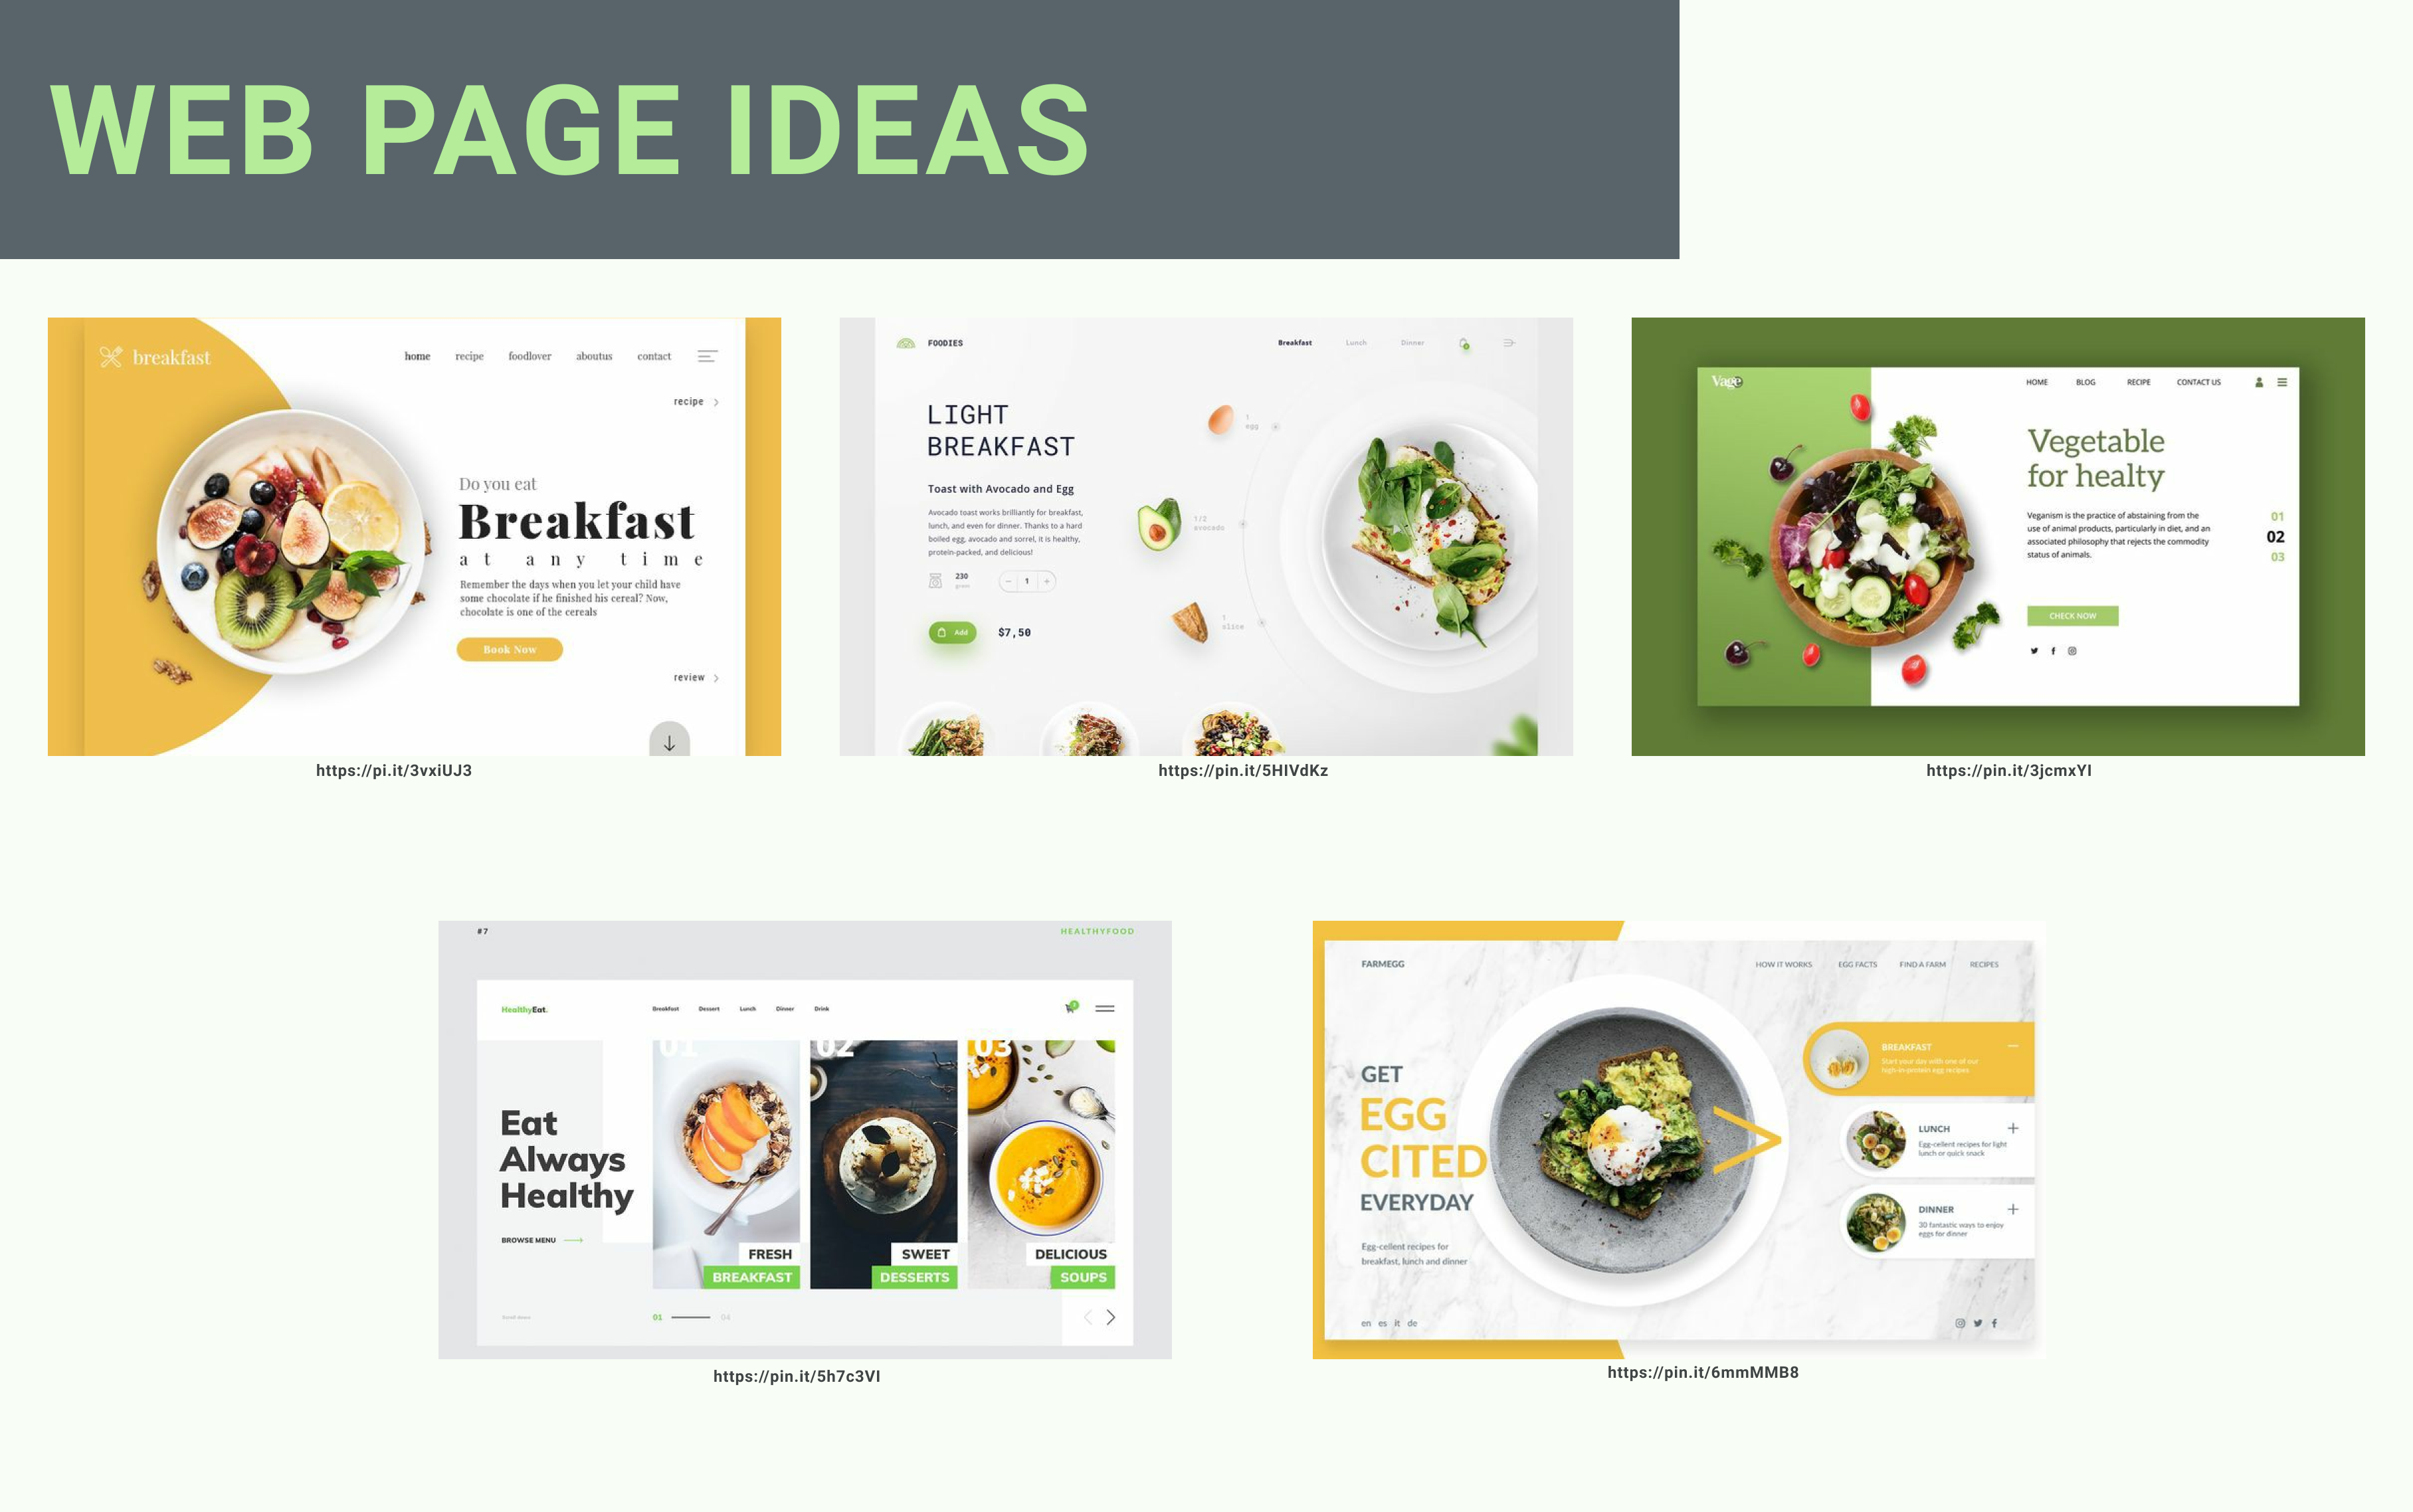 WEB PAGE IDEAS
breakfast
home recipe foodlover aboutus contact
recipe
Do you eat
Breakfast
at any time
Remember the days when you let your child have
some chocolate if he finished his cereal? Now,
chocolate is one of the cereals
Book Now
review
https://pi.it/3vxiUJ3
FOODIES
Breakfast Lunch Dinner
LIGHT
BREAKFAST
Toast with Avocado and Egg
Avocado toast works brilliantly for breakfast,
lunch, and even for dinner. Thanks to a hard
boiled egg, avocado and sorrel, it is healthy,
protein-packed, and delicious!
230
- 1 +
Add
$7,50
1
egg
1/2
avocado
1
slice
https://pin.it/5HIVdKz
Vage
HOME BLOG RECIPE CONTACT US
Vegetable
for healty
Veganism is the practice of abstaining from the
use of animal products, particularly in diet, and an
associated philosophy that rejects the commodity
status of animals.
01
02
03
CHECK NOW
https://pin.it/3jcmxYI
#7
HEALTHYFOOD
HealthyEat.
Breakfast Dessert Lunch Dinner Drink
Eat
Always
Healthy
BROWSE MENU
01
FRESH
BREAKFAST
02
SWEET
DESSERTS
03
DELICIOUS
SOUPS
01 04
https://pin.it/5h7c3VI
FARMEGG
HOW IT WORKS EGG FACTS FIND A FARM RECIPES
GET
EGG
CITED
EVERYDAY
Egg-cellent recipes for
breakfast, lunch and dinner
BREAKFAST
Start your day with one of our
high-in-protein egg recipes
LUNCH
Egg-cellent recipes for light
lunch or quick snack
DINNER
30 fantastic ways to enjoy
eggs for dinner
en es it de
https://pin.it/6mmMMB8